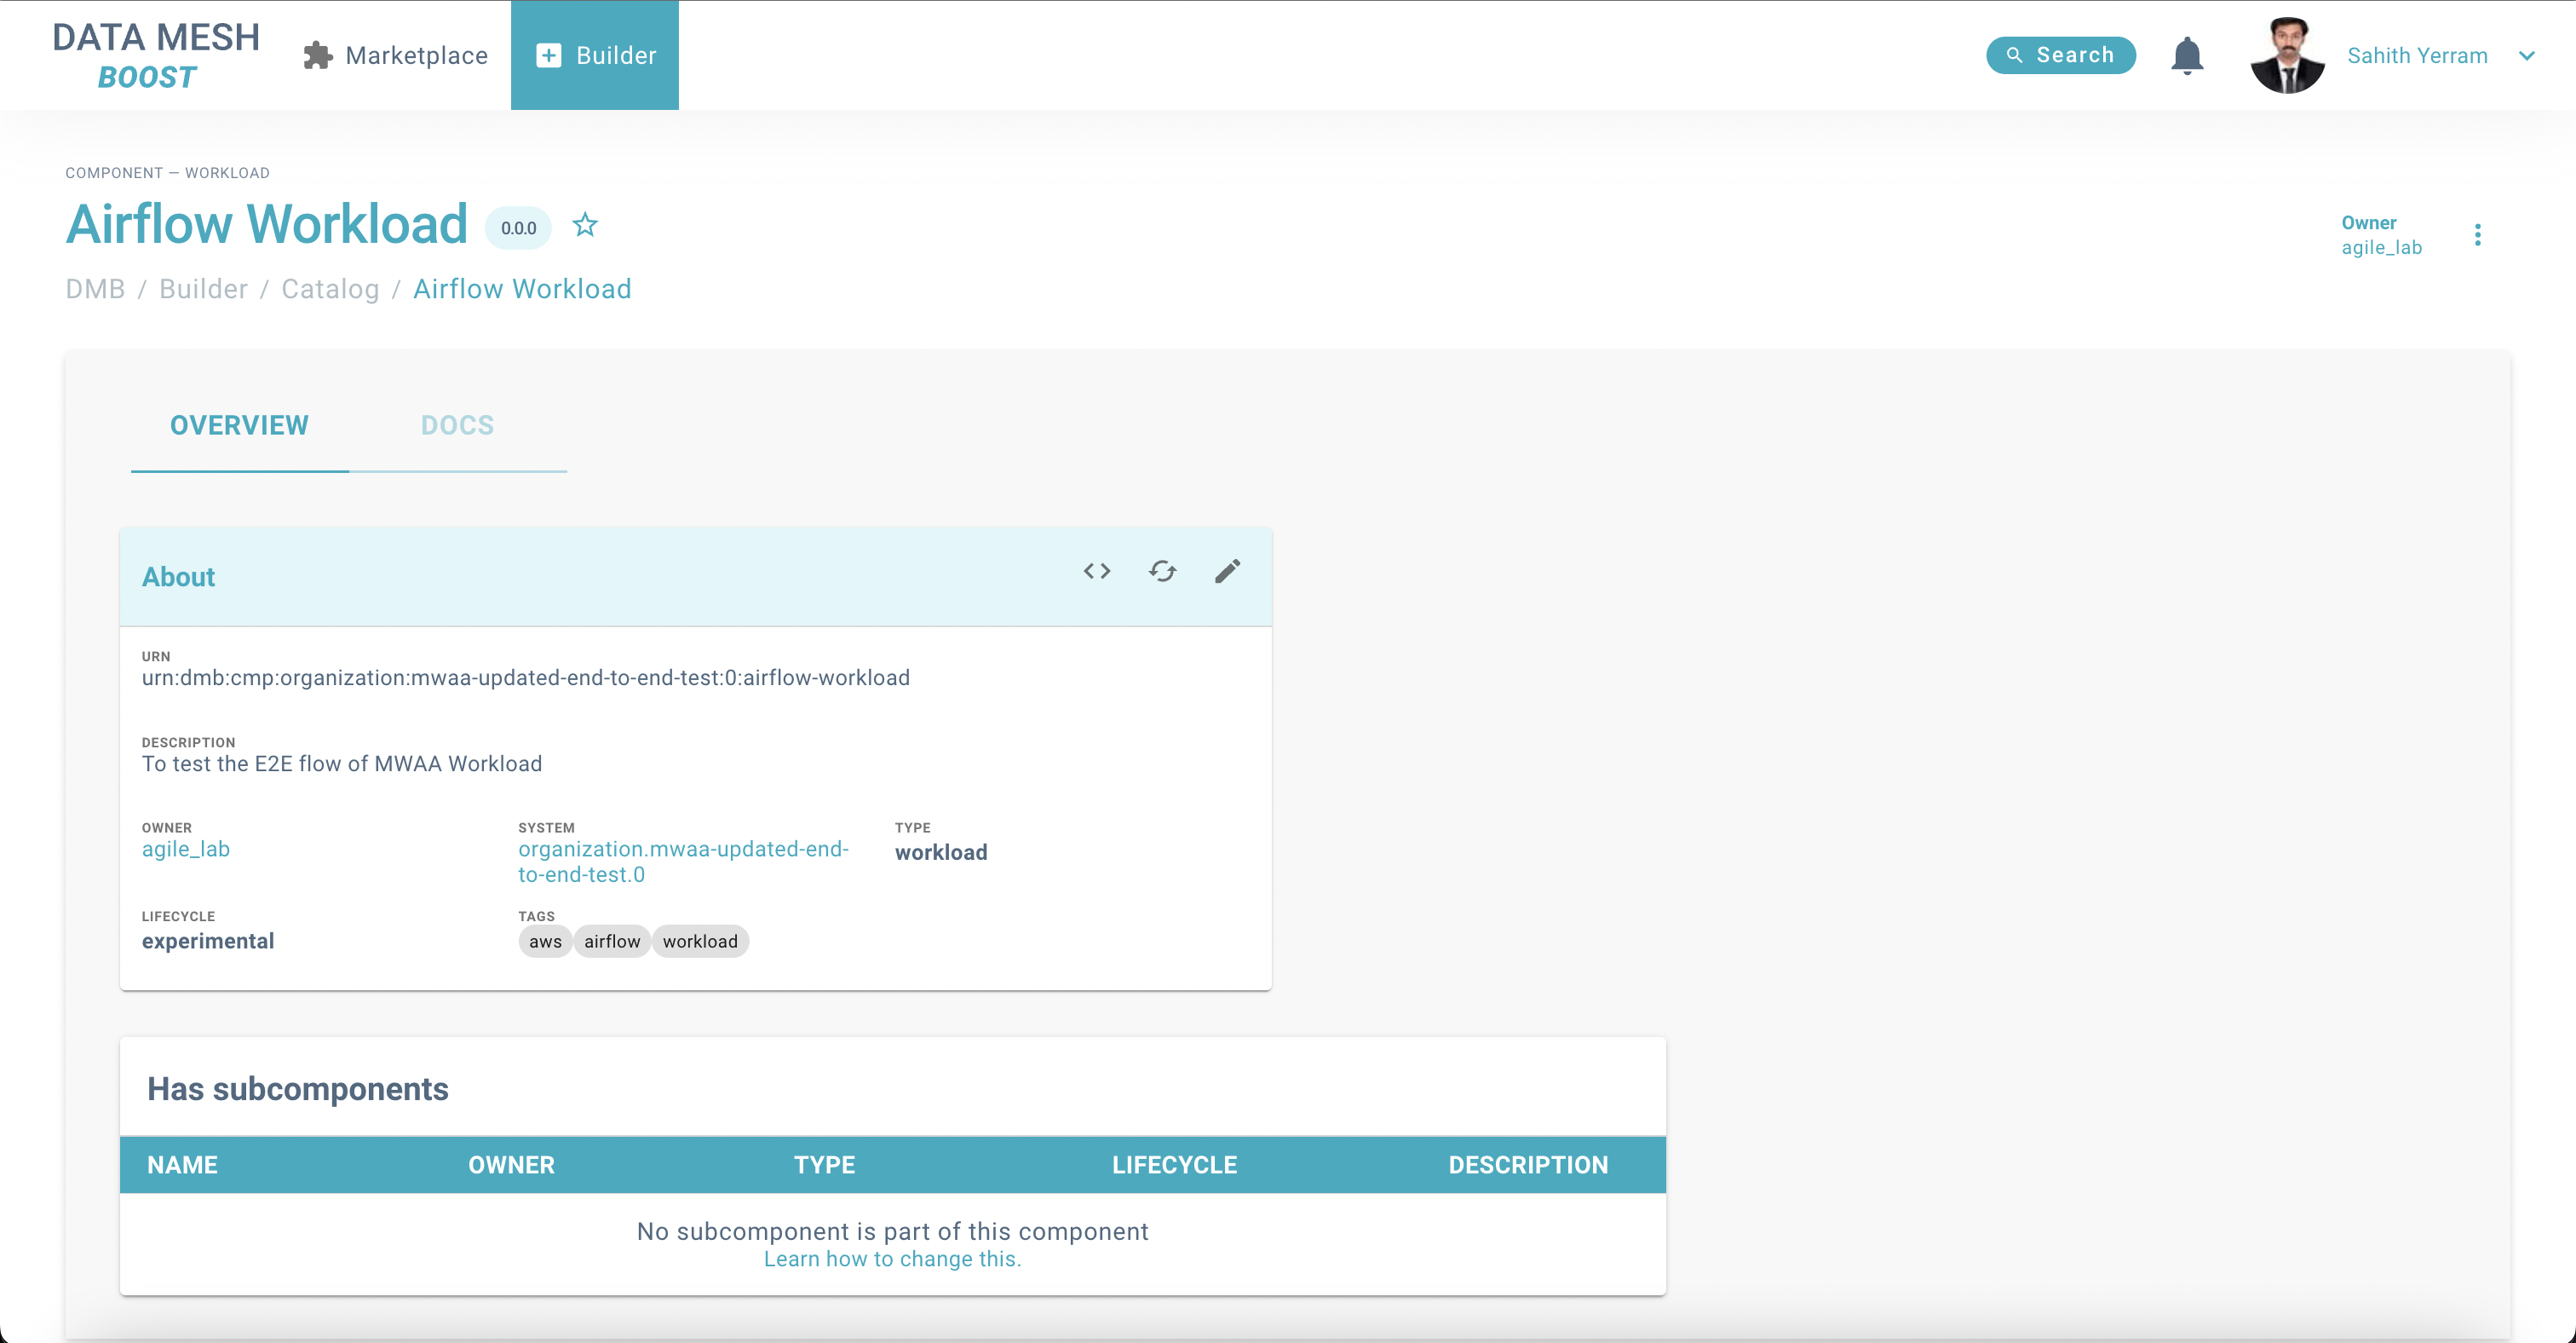 DATA MESH
BOOST
Marketplace
Builder
Search
Sahith Yerram
COMPONENT — WORKLOAD
Airflow Workload 0.0.0
Owner
agile_lab
DMB / Builder / Catalog / Airflow Workload
OVERVIEW DOCS
About
URN
urn:dmb:cmp:organization:mwaa-updated-end-to-end-test:0:airflow-workload
DESCRIPTION
To test the E2E flow of MWAA Workload
OWNER
agile_lab
SYSTEM
organization.mwaa-updated-end-
to-end-test.0
TYPE
workload
LIFECYCLE
experimental
TAGS
aws airflow workload
Has subcomponents
NAME OWNER TYPE LIFECYCLE DESCRIPTION
No subcomponent is part of this component
Learn how to change this.